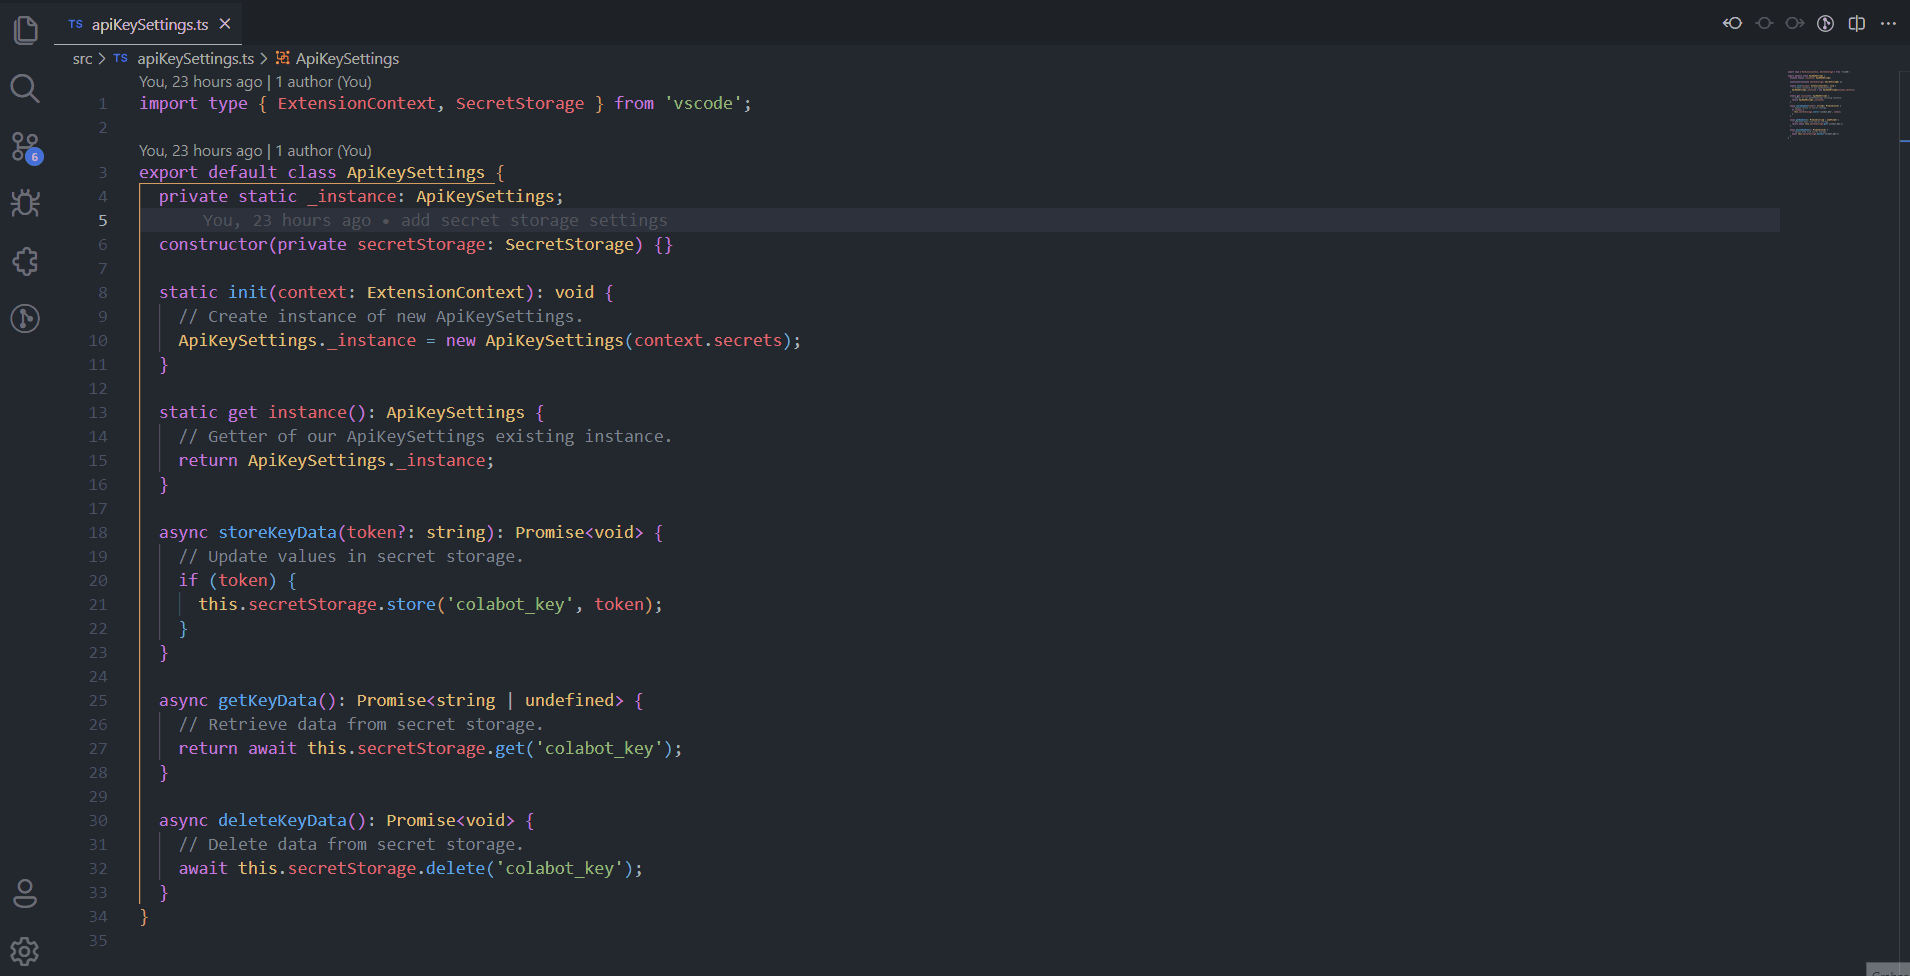 TS apiKeySettings.ts
src > TS apiKeySettings.ts > ApiKeySettings
You, 23 hours ago | 1 author (You)
1 import type { ExtensionContext, SecretStorage } from 'vscode';
2
You, 23 hours ago | 1 author (You)
3 export default class ApiKeySettings {
4 private static _instance: ApiKeySettings;
5 You, 23 hours ago • add secret storage settings
6 constructor(private secretStorage: SecretStorage) {}
7
8 static init(context: ExtensionContext): void {
9 // Create instance of new ApiKeySettings.
10 ApiKeySettings._instance = new ApiKeySettings(context.secrets);
11 }
12
13 static get instance(): ApiKeySettings {
14 // Getter of our ApiKeySettings existing instance.
15 return ApiKeySettings._instance;
16 }
17
18 async storeKeyData(token?: string): Promise<void> {
19 // Update values in secret storage.
20 if (token) {
21 this.secretStorage.store('colabot_key', token);
22 }
23 }
24
25 async getKeyData(): Promise<string | undefined> {
26 // Retrieve data from secret storage.
27 return await this.secretStorage.get('colabot_key');
28 }
29
30 async deleteKeyData(): Promise<void> {
31 // Delete data from secret storage.
32 await this.secretStorage.delete('colabot_key');
33 }
34 }
35
6